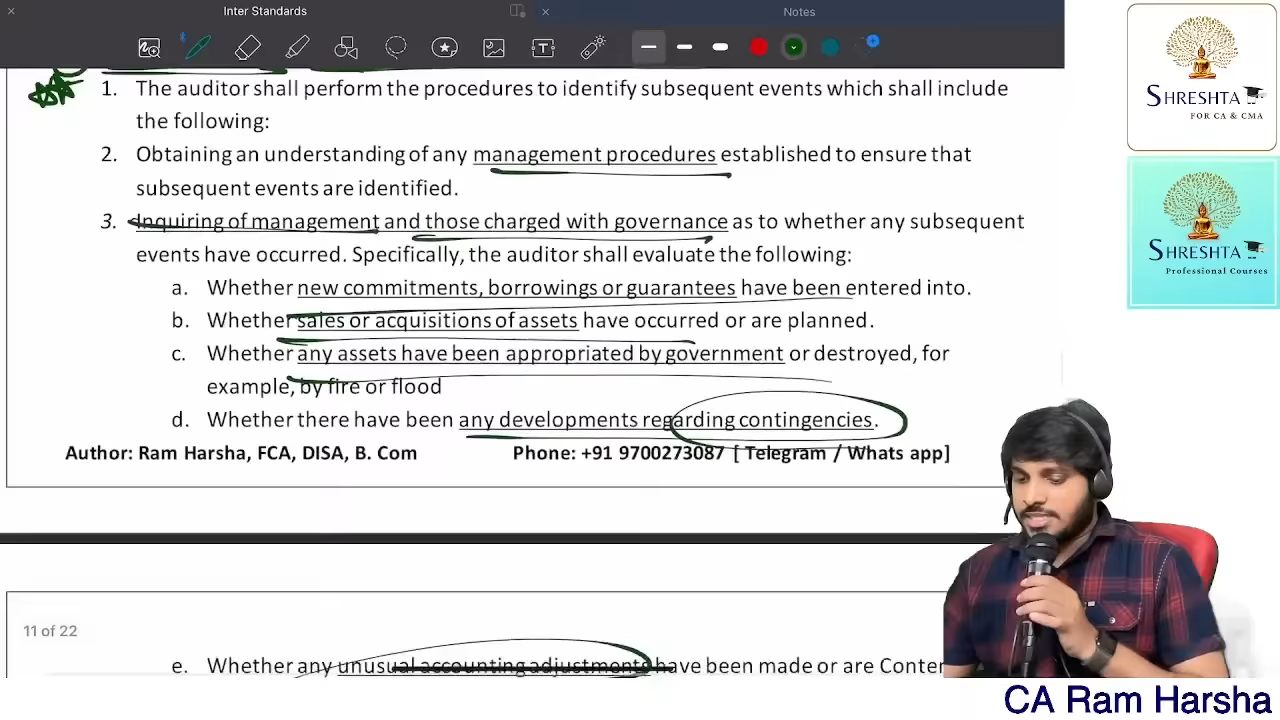 Inter Standards
Notes
1. The auditor shall perform the procedures to identify subsequent events which shall include
the following:
2. Obtaining an understanding of any management procedures established to ensure that
subsequent events are identified.
3. Inquiring of management and those charged with governance as to whether any subsequent
events have occurred. Specifically, the auditor shall evaluate the following:
a. Whether new commitments, borrowings or guarantees have been entered into.
b. Whether sales or acquisitions of assets have occurred or are planned.
c. Whether any assets have been appropriated by government or destroyed, for
example, by fire or flood
d. Whether there have been any developments regarding contingencies.
Author: Ram Harsha, FCA, DISA, B. Com Phone: +91 9700273087 [ Telegram / Whats app]
11 of 22
e. Whether any unusual accounting adjustments have been made or are
SHRESHTA
FOR CA & CMA
SHRESHTA
Professional Courses
CA Ram Harsha